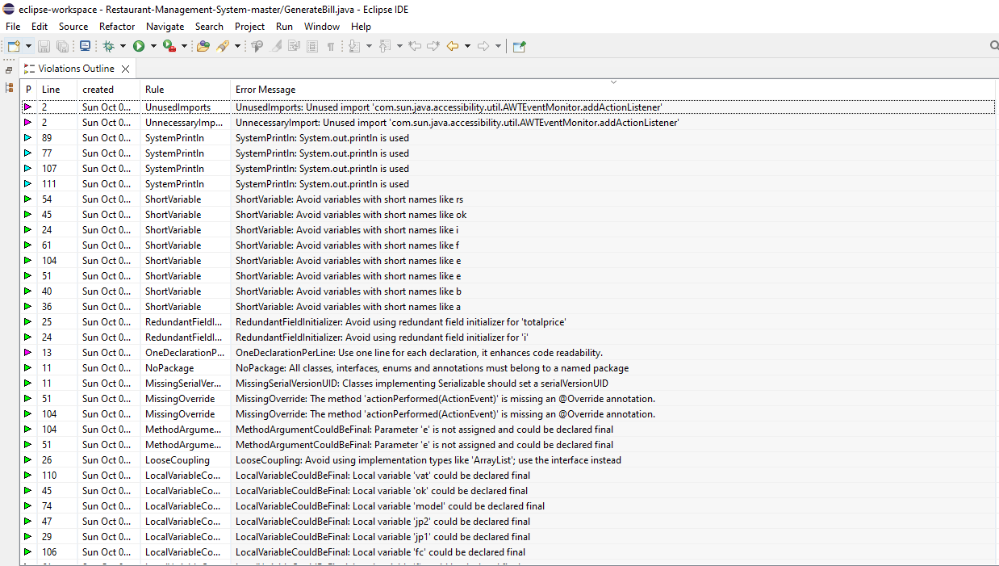 eclipse-workspace - Restaurant-Management-System-master/GenerateBill.java - Eclipse IDE
File Edit Source Refactor Navigate Search Project Run Window Help
Violations Outline
P Line created Rule Error Message
2 Sun Oct 0... UnusedImports UnusedImports: Unused import 'com.sun.java.accessibility.util.AWTEventMonitor.addActionListener'
2 Sun Oct 0... UnnecessaryImp... UnnecessaryImport: Unused import 'com.sun.java.accessibility.util.AWTEventMonitor.addActionListener'
89 Sun Oct 0... SystemPrintln SystemPrintln: System.out.println is used
77 Sun Oct 0... SystemPrintln SystemPrintln: System.out.println is used
107 Sun Oct 0... SystemPrintln SystemPrintln: System.out.println is used
111 Sun Oct 0... SystemPrintln SystemPrintln: System.out.println is used
54 Sun Oct 0... ShortVariable ShortVariable: Avoid variables with short names like rs
45 Sun Oct 0... ShortVariable ShortVariable: Avoid variables with short names like ok
24 Sun Oct 0... ShortVariable ShortVariable: Avoid variables with short names like i
61 Sun Oct 0... ShortVariable ShortVariable: Avoid variables with short names like f
104 Sun Oct 0... ShortVariable ShortVariable: Avoid variables with short names like e
51 Sun Oct 0... ShortVariable ShortVariable: Avoid variables with short names like e
40 Sun Oct 0... ShortVariable ShortVariable: Avoid variables with short names like b
36 Sun Oct 0... ShortVariable ShortVariable: Avoid variables with short names like a
25 Sun Oct 0... RedundantFieldI... RedundantFieldInitializer: Avoid using redundant field initializer for 'totalprice'
24 Sun Oct 0... RedundantFieldI... RedundantFieldInitializer: Avoid using redundant field initializer for 'i'
13 Sun Oct 0... OneDeclarationP... OneDeclarationPerLine: Use one line for each declaration, it enhances code readability.
11 Sun Oct 0... NoPackage NoPackage: All classes, interfaces, enums and annotations must belong to a named package
11 Sun Oct 0... MissingSerialVer... MissingSerialVersionUID: Classes implementing Serializable should set a serialVersionUID
51 Sun Oct 0... MissingOverride MissingOverride: The method 'actionPerformed(ActionEvent)' is missing an @Override annotation.
104 Sun Oct 0... MissingOverride MissingOverride: The method 'actionPerformed(ActionEvent)' is missing an @Override annotation.
104 Sun Oct 0... MethodArgume... MethodArgumentCouldBeFinal: Parameter 'e' is not assigned and could be declared final
51 Sun Oct 0... MethodArgume... MethodArgumentCouldBeFinal: Parameter 'e' is not assigned and could be declared final
26 Sun Oct 0... LooseCoupling LooseCoupling: Avoid using implementation types like 'ArrayList'; use the interface instead
110 Sun Oct 0... LocalVariableCo... LocalVariableCouldBeFinal: Local variable 'vat' could be declared final
45 Sun Oct 0... LocalVariableCo... LocalVariableCouldBeFinal: Local variable 'ok' could be declared final
74 Sun Oct 0... LocalVariableCo... LocalVariableCouldBeFinal: Local variable 'model' could be declared final
47 Sun Oct 0... LocalVariableCo... LocalVariableCouldBeFinal: Local variable 'jp2' could be declared final
29 Sun Oct 0... LocalVariableCo... LocalVariableCouldBeFinal: Local variable 'jp1' could be declared final
106 Sun Oct 0... LocalVariableCo... LocalVariableCouldBeFinal: Local variable 'fc' could be declared final